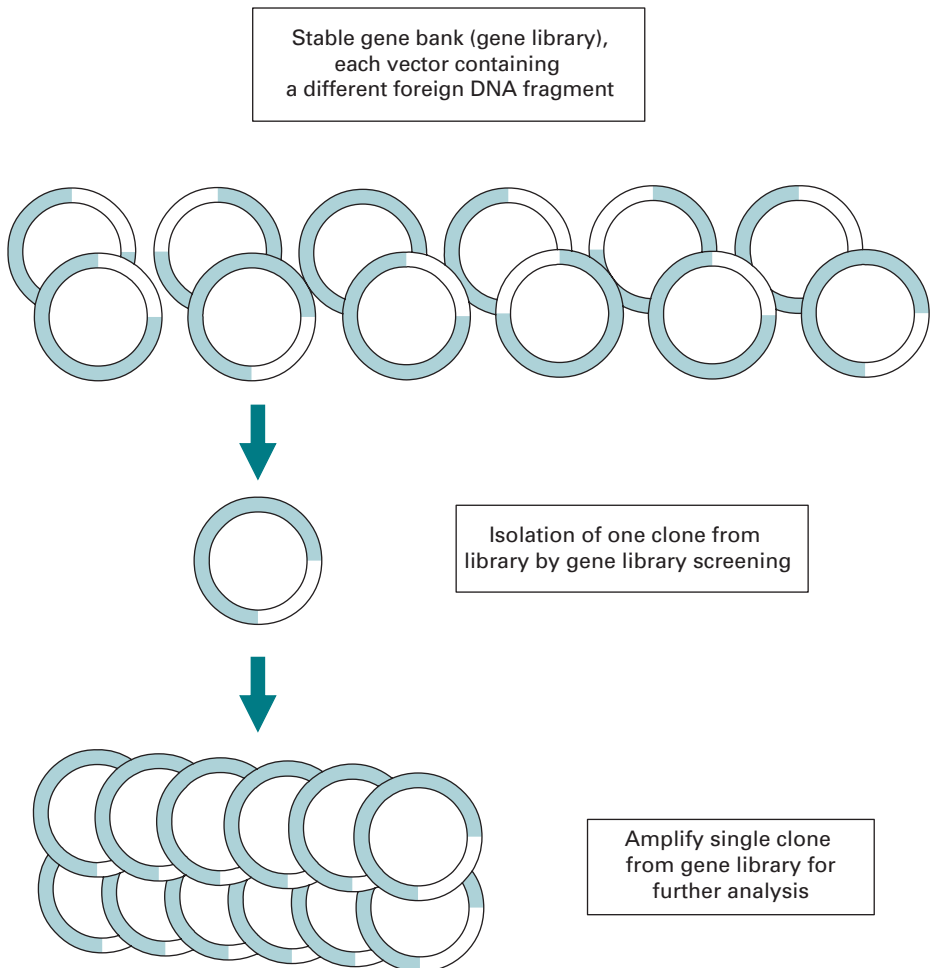 Stable gene bank (gene library),
each vector containing
a different foreign DNA fragment
Isolation of one clone from
library by gene library screening
Amplify single clone
from gene library for
further analysis